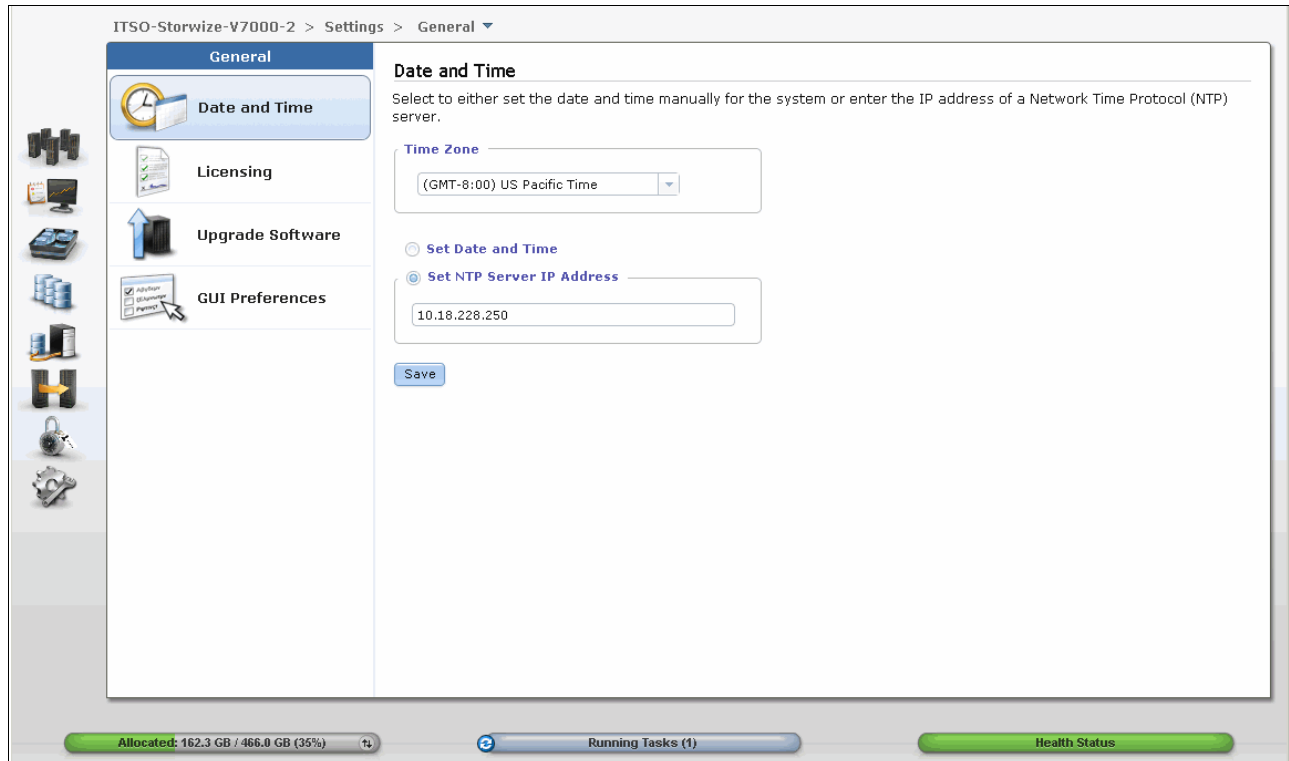 ITSO-Storwize-V7000-2 > Settings > General
General
Date and Time
Licensing
Upgrade Software
GUI Preferences
Date and Time
Select to either set the date and time manually for the system or enter the IP address of a Network Time Protocol (NTP)
server.
Time Zone
(GMT-8:00) US Pacific Time
Set Date and Time
Set NTP Server IP Address
10.18.228.250
Save
Allocated: 162.3 GB / 466.0 GB (35%)
Running Tasks (1)
Health Status